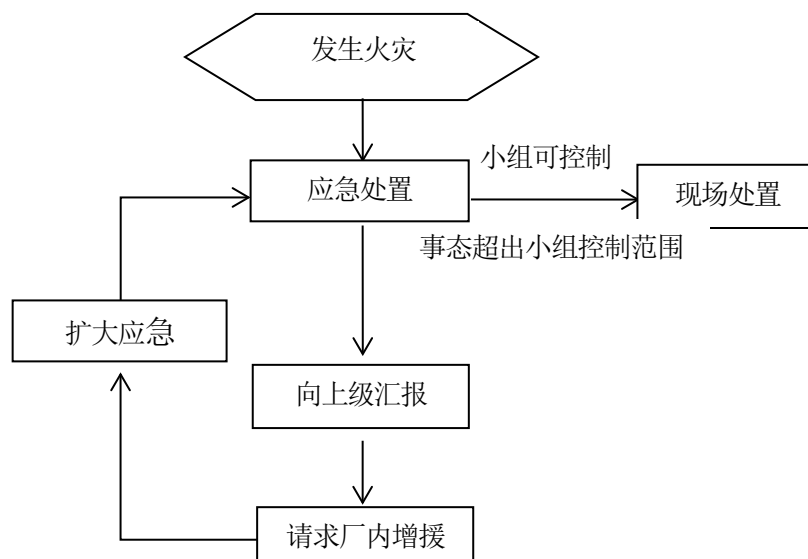 发生火灾
小组可控制
应急处置
现场处置
事态超出小组控制范围
扩大应急
向上级汇报
请求厂内增援